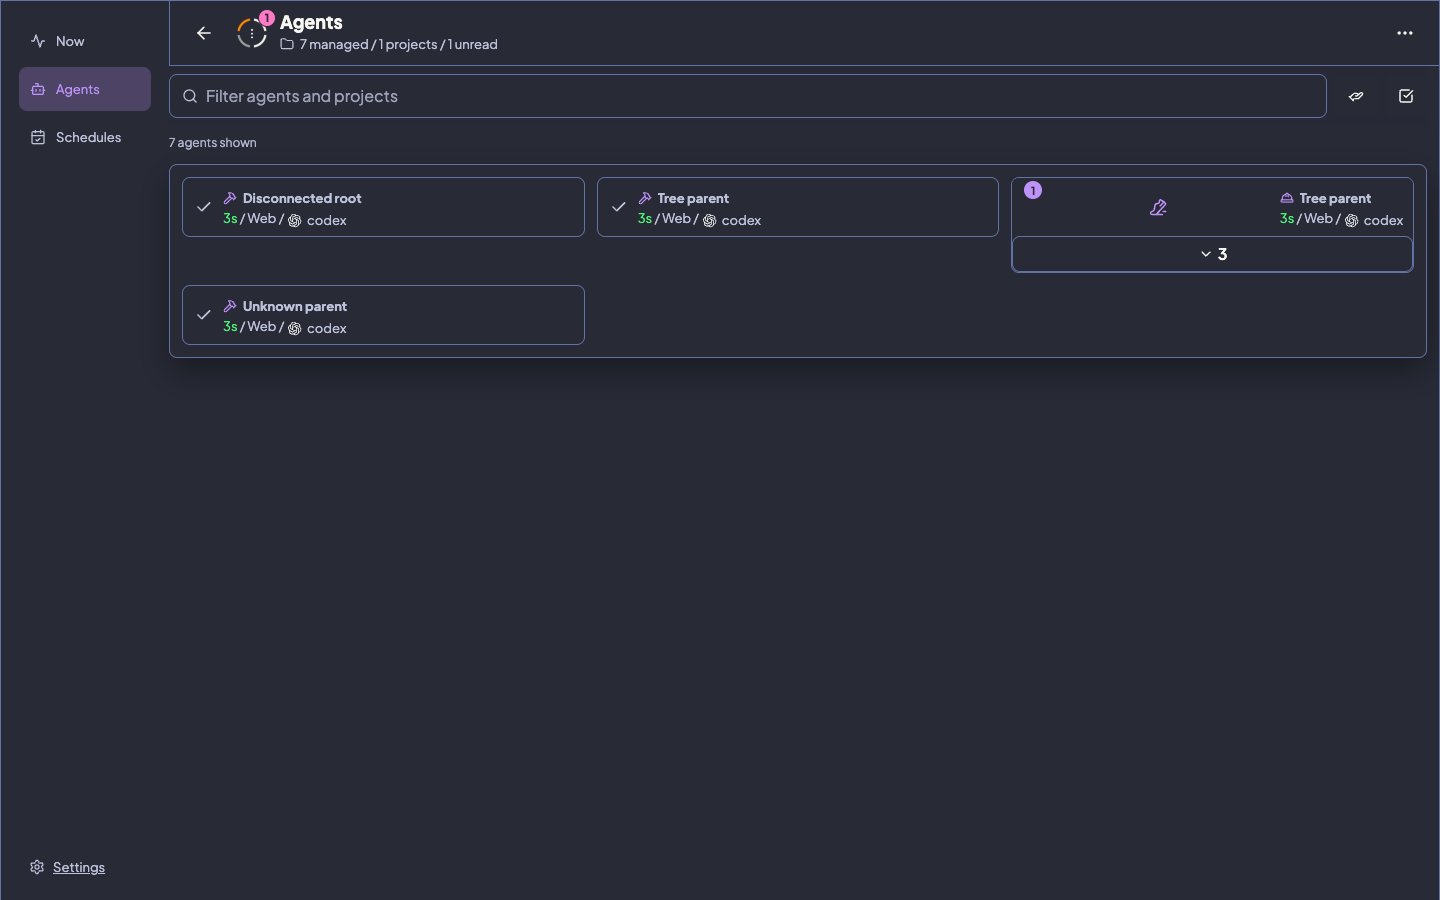 Now
Agents
Schedules
Settings
1
Agents
7 managed / 1 projects / 1 unread
Filter agents and projects
7 agents shown
Disconnected root
3s / Web / codex
Tree parent
3s / Web / codex
1
Tree parent
3s / Web / codex
3
Unknown parent
3s / Web / codex